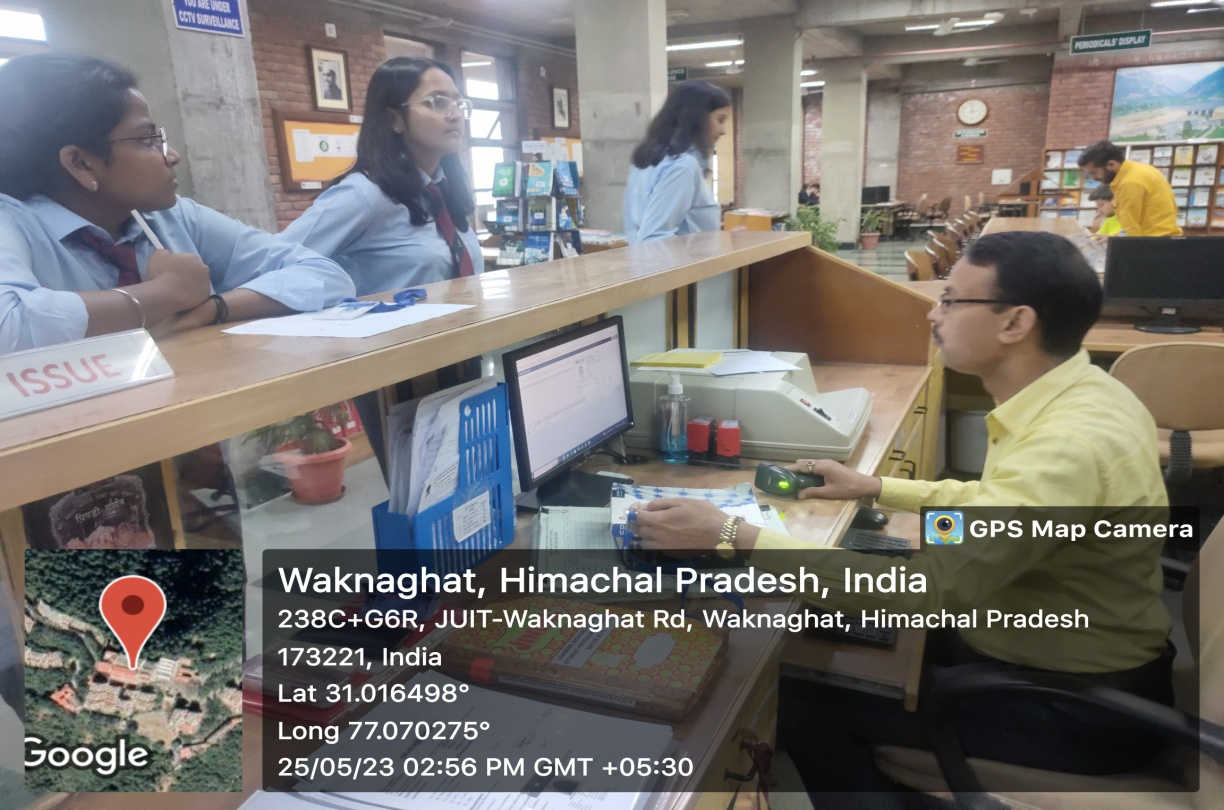 YOU ARE UNDER
CCTV SURVEILLANCE
PERIODICALS' DISPLAY
ISSUE
GPS Map Camera
Waknaghat, Himachal Pradesh, India
238C+G6R, JUIT-Waknaghat Rd, Waknaghat, Himachal Pradesh
173221, India
Lat 31.016498°
Long 77.070275°
25/05/23 02:56 PM GMT +05:30
Google